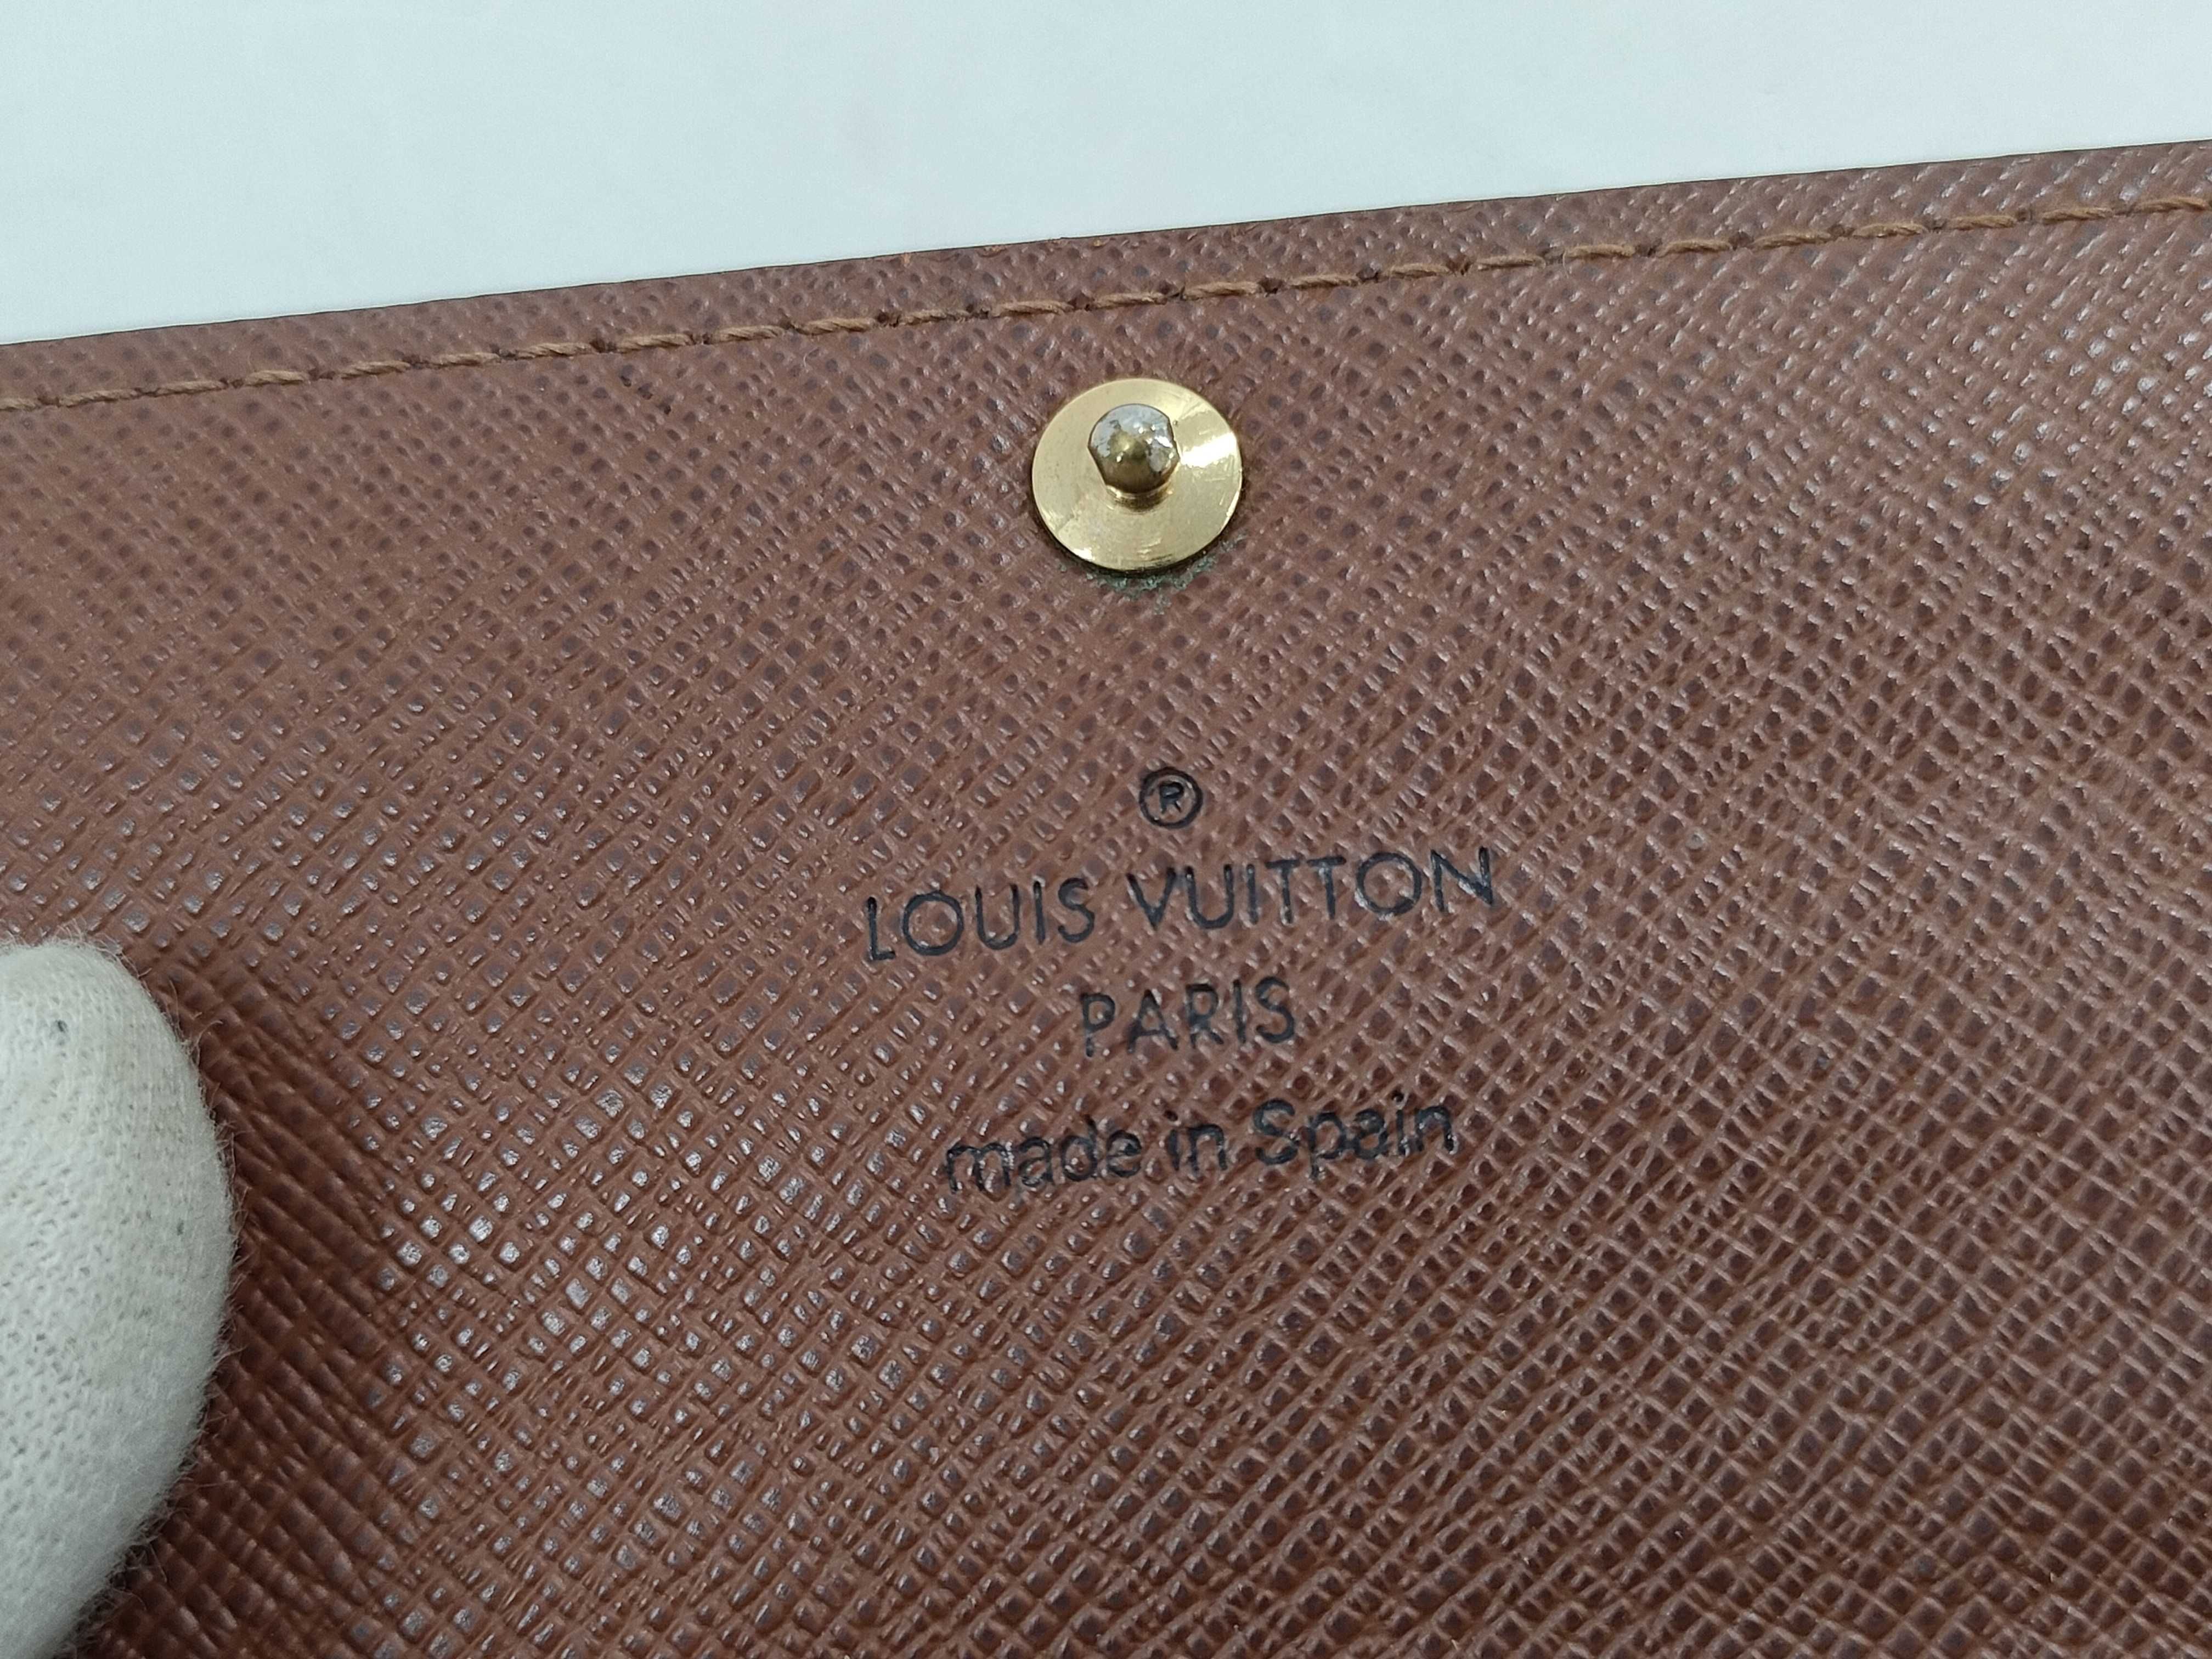 ®
LOUIS VUITTON
PARIS
made in Spain